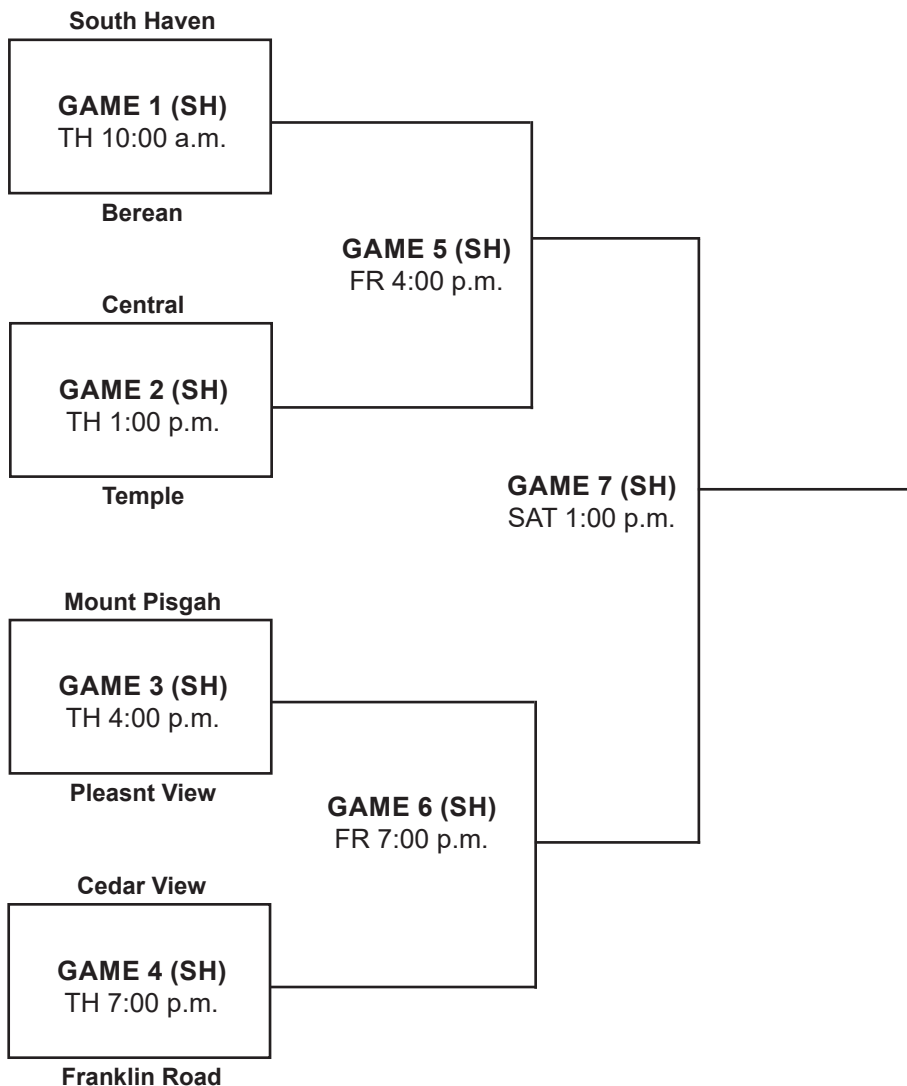 South Haven
GAME 1 (SH)
TH 10:00 a.m.
Berean
GAME 5 (SH)
FR 4:00 p.m.
Central
GAME 2 (SH)
TH 1:00 p.m.
Temple
GAME 7 (SH)
SAT 1:00 p.m.
Mount Pisgah
GAME 3 (SH)
TH 4:00 p.m.
Pleasnt View
GAME 6 (SH)
FR 7:00 p.m.
Cedar View
GAME 4 (SH)
TH 7:00 p.m.
Franklin Road